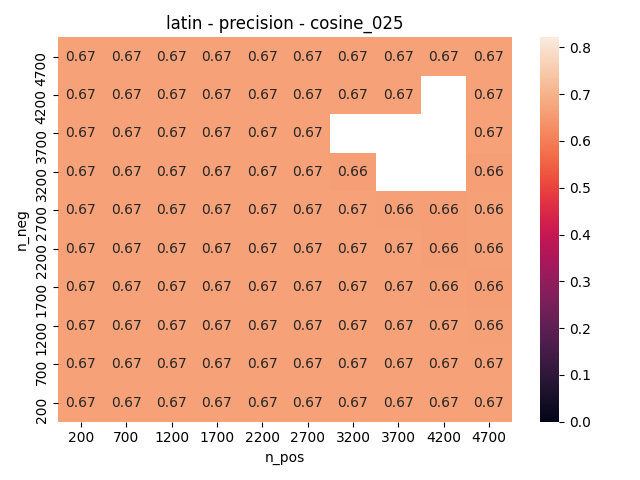 latin - precision - cosine_025
n_neg
4700 0.67 0.67 0.67 0.67 0.67 0.67 0.67 0.67 0.67 0.67
4200 0.67 0.67 0.67 0.67 0.67 0.67 0.67 0.67 0.67
3700 0.67 0.67 0.67 0.67 0.67 0.67 0.67
3200 0.67 0.67 0.67 0.67 0.67 0.67 0.66 0.66
2700 0.67 0.67 0.67 0.67 0.67 0.67 0.67 0.66 0.66 0.66
2200 0.67 0.67 0.67 0.67 0.67 0.67 0.67 0.67 0.66 0.66
1700 0.67 0.67 0.67 0.67 0.67 0.67 0.67 0.67 0.66 0.66
1200 0.67 0.67 0.67 0.67 0.67 0.67 0.67 0.67 0.67 0.66
700 0.67 0.67 0.67 0.67 0.67 0.67 0.67 0.67 0.67 0.67
200 0.67 0.67 0.67 0.67 0.67 0.67 0.67 0.67 0.67 0.67
200 700 1200 1700 2200 2700 3200 3700 4200 4700
n_pos
0.8
0.7
0.6
0.5
0.4
0.3
0.2
0.1
0.0